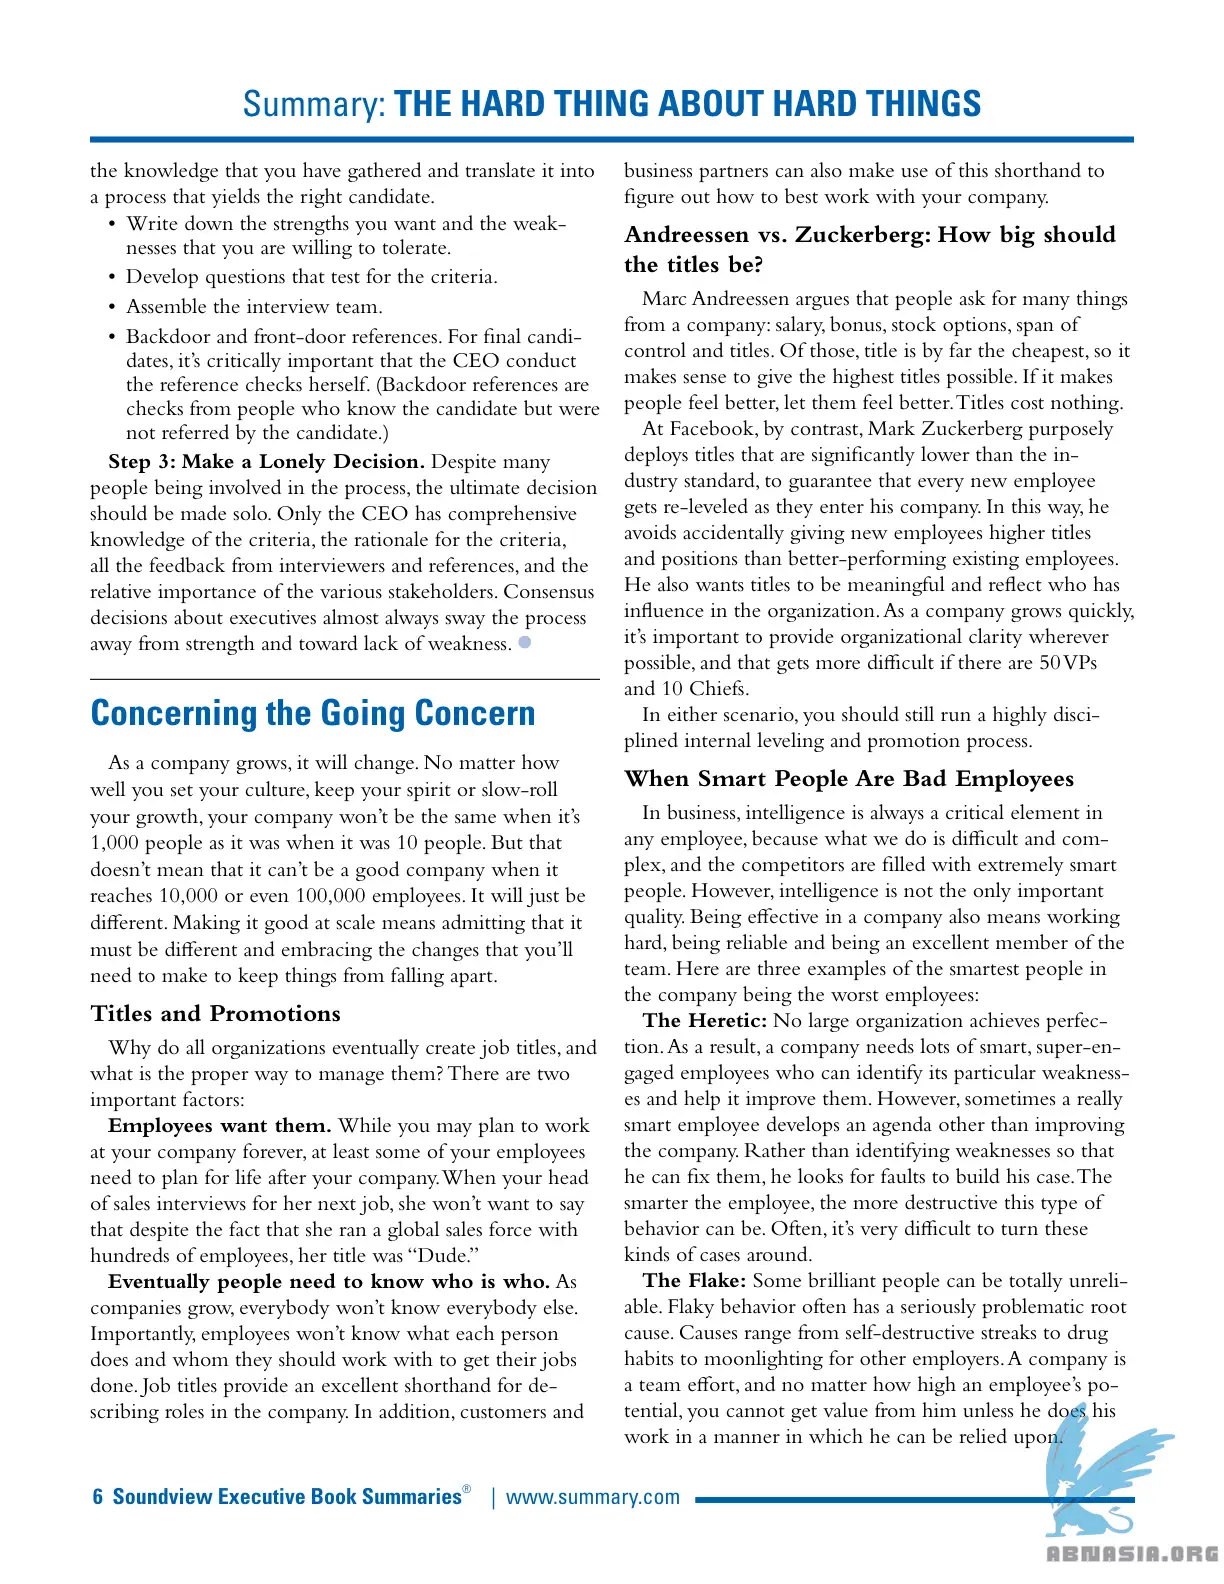 Summary: THE HARD THING ABOUT HARD THINGS
the knowledge that you have gathered and translate it into
a process that yields the right candidate.
• Write down the strengths you want and the weak-
nesses that you are willing to tolerate.
• Develop questions that test for the criteria.
• Assemble the interview team.
• Backdoor and front-door references. For final candi-
dates, it’s critically important that the CEO conduct
the reference checks herself. (Backdoor references are
checks from people who know the candidate but were
not referred by the candidate.)
Step 3: Make a Lonely Decision. Despite many
people being involved in the process, the ultimate decision
should be made solo. Only the CEO has comprehensive
knowledge of the criteria, the rationale for the criteria,
all the feedback from interviewers and references, and the
relative importance of the various stakeholders. Consensus
decisions about executives almost always sway the process
away from strength and toward lack of weakness.
Concerning the Going Concern
As a company grows, it will change. No matter how
well you set your culture, keep your spirit or slow-roll
your growth, your company won’t be the same when it’s
1,000 people as it was when it was 10 people. But that
doesn’t mean that it can’t be a good company when it
reaches 10,000 or even 100,000 employees. It will just be
different. Making it good at scale means admitting that it
must be different and embracing the changes that you’ll
need to make to keep things from falling apart.
Titles and Promotions
Why do all organizations eventually create job titles, and
what is the proper way to manage them? There are two
important factors:
Employees want them. While you may plan to work
at your company forever, at least some of your employees
need to plan for life after your company. When your head
of sales interviews for her next job, she won’t want to say
that despite the fact that she ran a global sales force with
hundreds of employees, her title was “Dude.”
Eventually people need to know who is who. As
companies grow, everybody won’t know everybody else.
Importantly, employees won’t know what each person
does and whom they should work with to get their jobs
done. Job titles provide an excellent shorthand for de-
scribing roles in the company. In addition, customers and
business partners can also make use of this shorthand to
figure out how to best work with your company.
Andreessen vs. Zuckerberg: How big should
the titles be?
Marc Andreessen argues that people ask for many things
from a company: salary, bonus, stock options, span of
control and titles. Of those, title is by far the cheapest, so it
makes sense to give the highest titles possible. If it makes
people feel better, let them feel better. Titles cost nothing.
At Facebook, by contrast, Mark Zuckerberg purposely
deploys titles that are significantly lower than the in-
dustry standard, to guarantee that every new employee
gets re-leveled as they enter his company. In this way, he
avoids accidentally giving new employees higher titles
and positions than better-performing existing employees.
He also wants titles to be meaningful and reflect who has
influence in the organization. As a company grows quickly,
it’s important to provide organizational clarity wherever
possible, and that gets more difficult if there are 50 VPs
and 10 Chiefs.
In either scenario, you should still run a highly disci-
plined internal leveling and promotion process.
When Smart People Are Bad Employees
In business, intelligence is always a critical element in
any employee, because what we do is difficult and com-
plex, and the competitors are filled with extremely smart
people. However, intelligence is not the only important
quality. Being effective in a company also means working
hard, being reliable and being an excellent member of the
team. Here are three examples of the smartest people in
the company being the worst employees:
The Heretic: No large organization achieves perfec-
tion. As a result, a company needs lots of smart, super-en-
gaged employees who can identify its particular weakness-
es and help it improve them. However, sometimes a really
smart employee develops an agenda other than improving
the company. Rather than identifying weaknesses so that
he can fix them, he looks for faults to build his case. The
smarter the employee, the more destructive this type of
behavior can be. Often, it’s very difficult to turn these
kinds of cases around.
The Flake: Some brilliant people can be totally unreli-
able. Flaky behavior often has a seriously problematic root
cause. Causes range from self-destructive streaks to drug
habits to moonlighting for other employers. A company is
a team effort, and no matter how high an employee’s po-
tential, you cannot get value from him unless he does his
work in a manner in which he can be relied upon.
6 Soundview Executive Book Summaries® | www.summary.com
ABNASIA.ORG